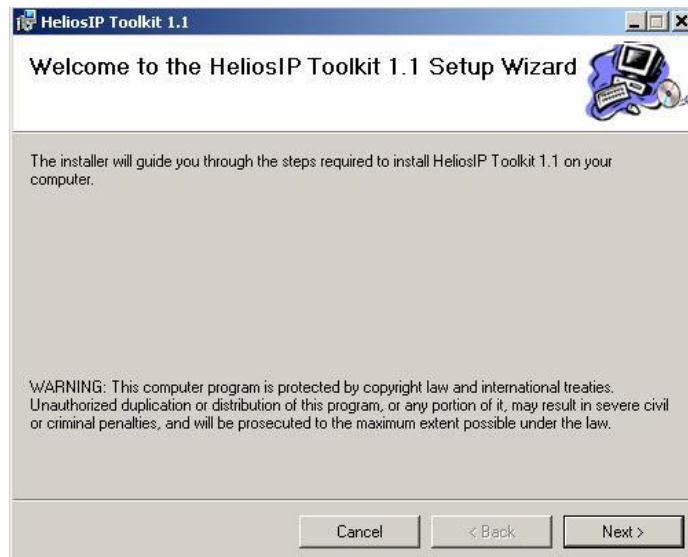 HeliosIP Toolkit 1.1
Welcome to the HeliosIP Toolkit 1.1 Setup Wizard
The installer will guide you through the steps required to install HeliosIP Toolkit 1.1 on your
computer.
WARNING: This computer program is protected by copyright law and international treaties.
Unauthorized duplication or distribution of this program, or any portion of it, may result in severe civil
or criminal penalties, and will be prosecuted to the maximum extent possible under the law.
Cancel < Back Next >